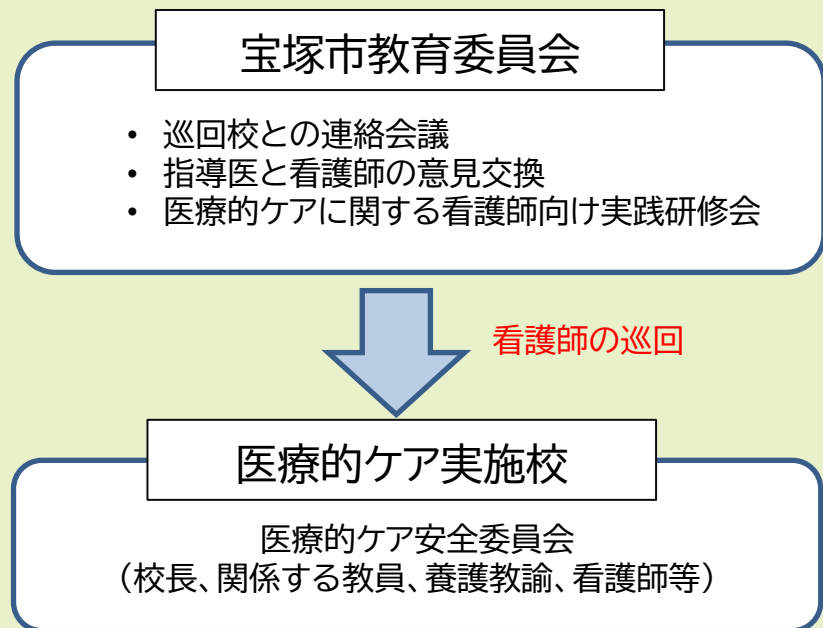 宝塚市教育委員会
• 巡回校との連絡会議
• 指導医と看護師の意見交換
• 医療的ケアに関する看護師向け実践研修会
看護師の巡回
医療的ケア実施校
医療的ケア安全委員会
（校長、関係する教員、養護教諭、看護師等）